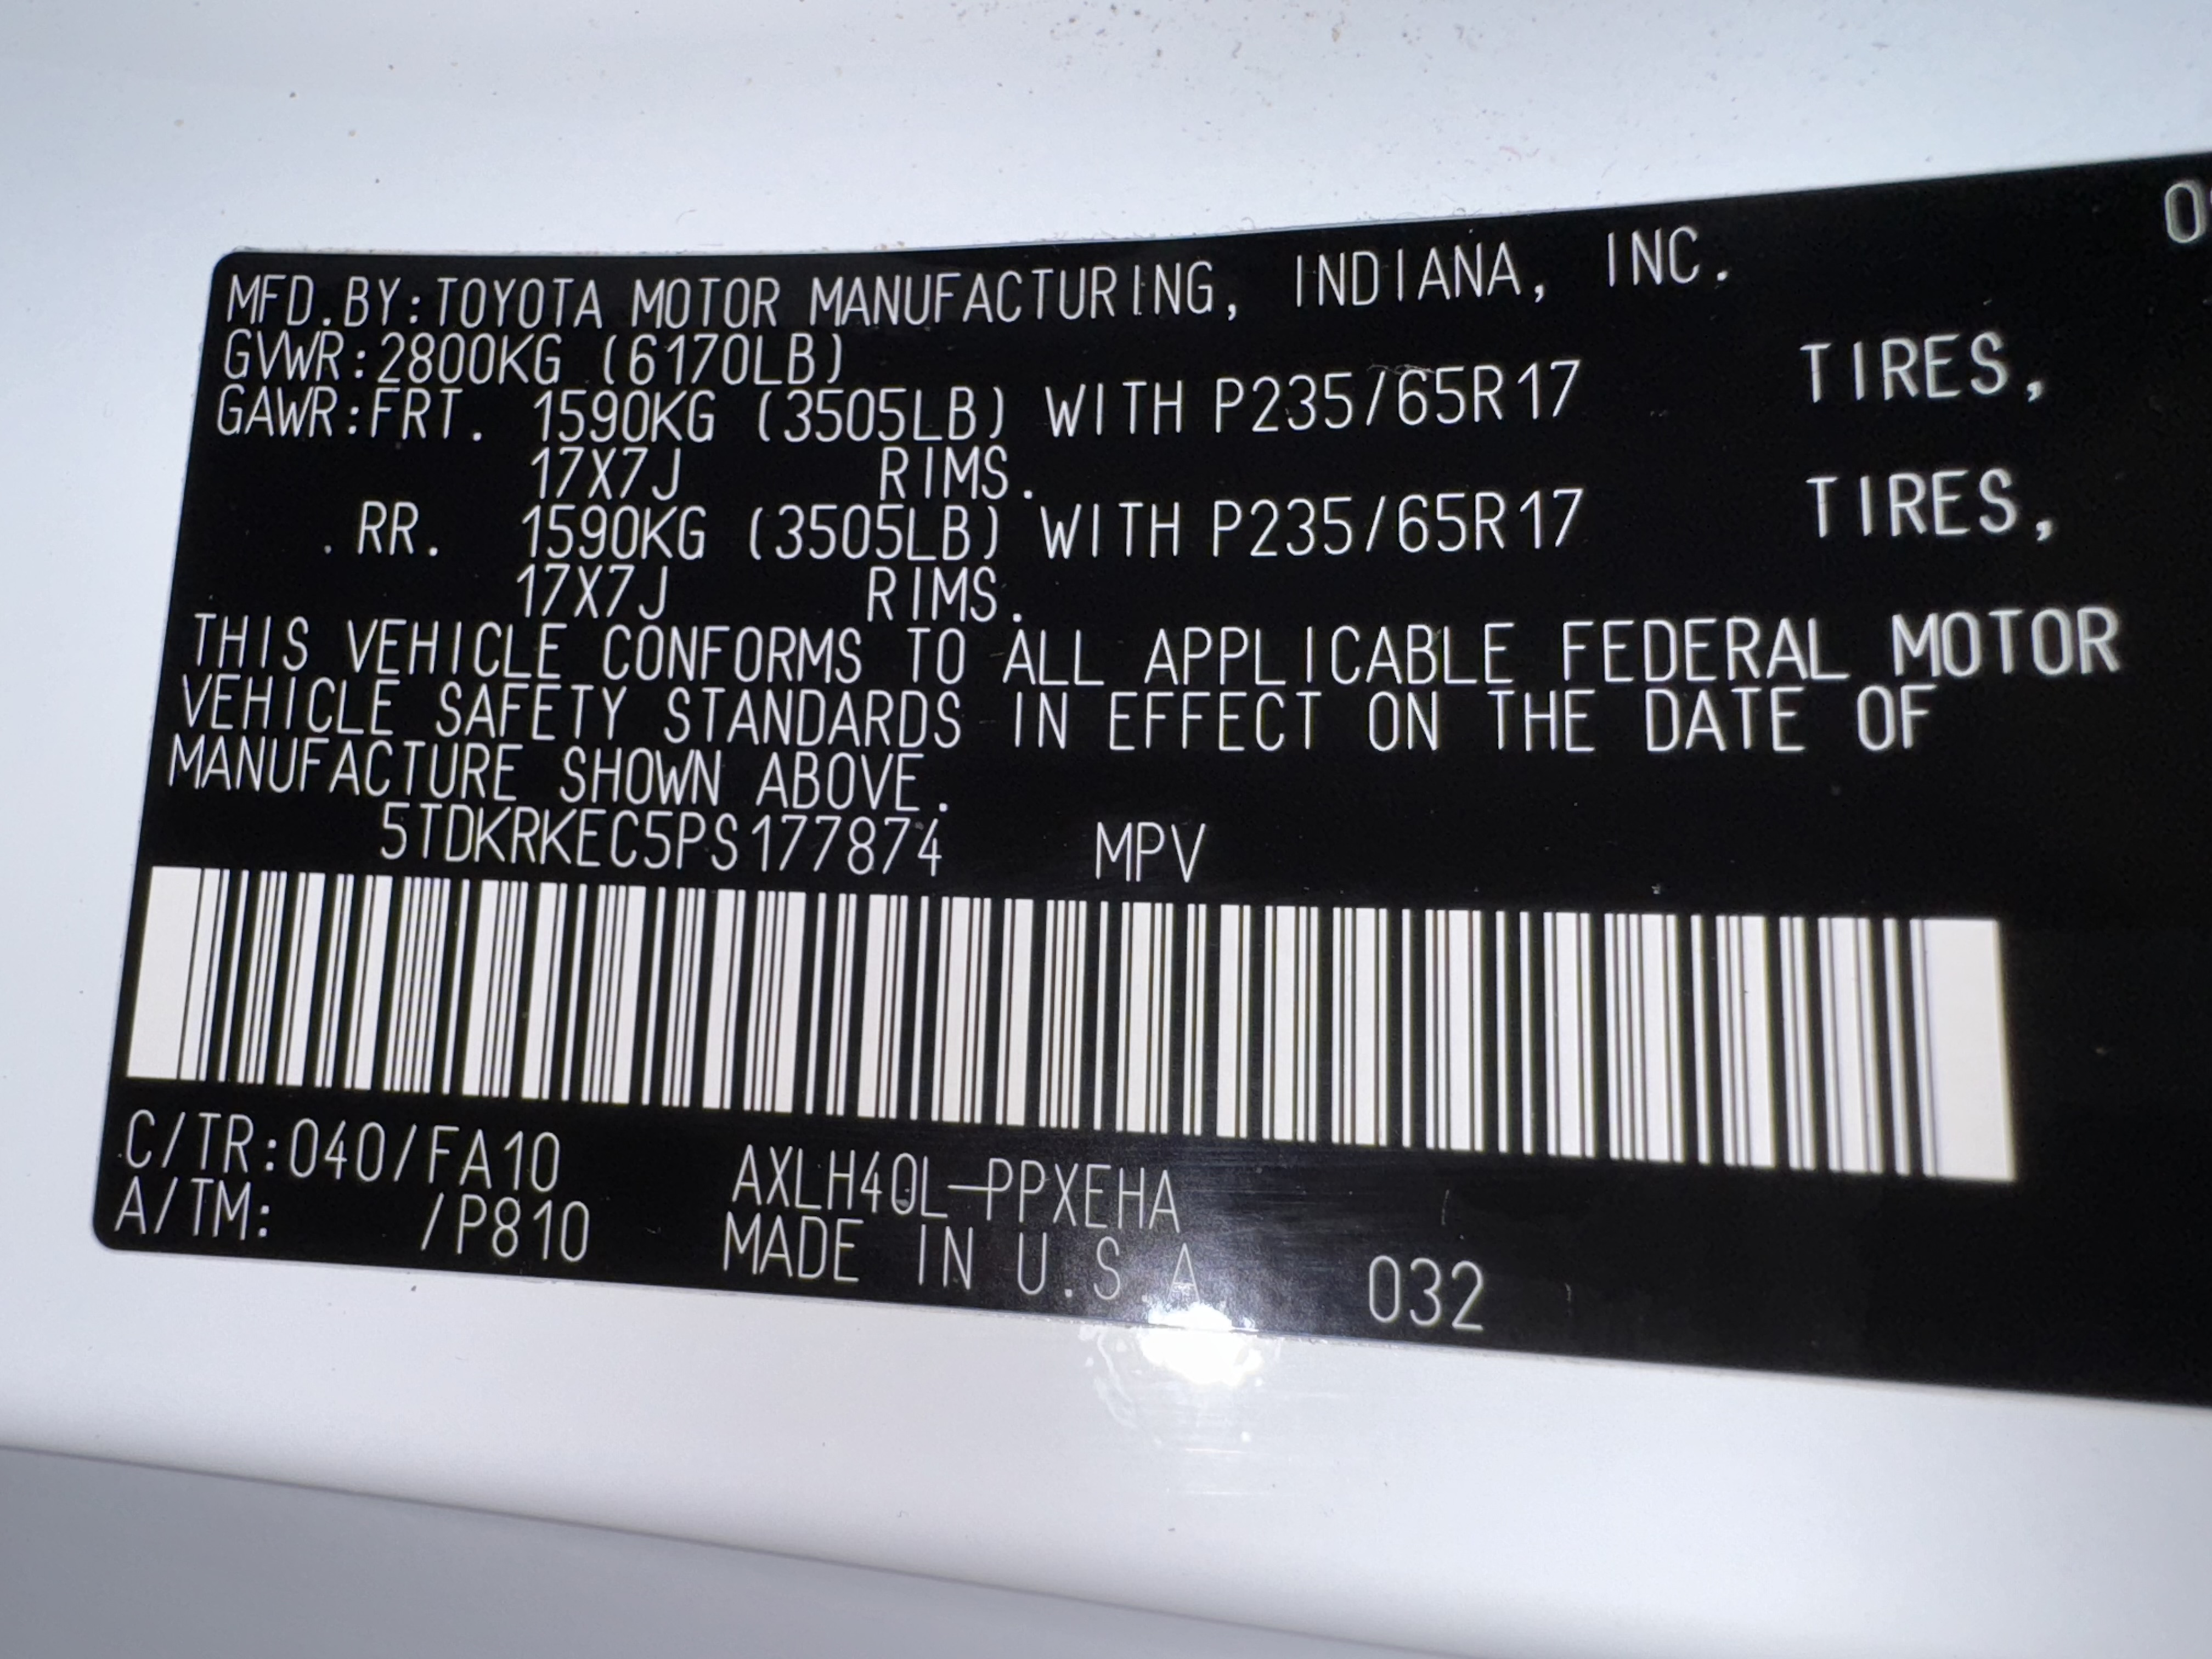 MFD.BY:TOYOTA MOTOR MANUFACTURING, INDIANA, INC.
GVWR:2800KG (6170LB)
GAWR:FRT. 1590KG (3505LB) WITH P235/65R17 TIRES,
17X7J RIMS.
. RR. 1590KG (3505LB) WITH P235/65R17 TIRES,
17X7J RIMS.
THIS VEHICLE CONFORMS TO ALL APPLICABLE FEDERAL MOTOR
VEHICLE SAFETY STANDARDS IN EFFECT ON THE DATE OF
MANUFACTURE SHOWN ABOVE.
5TDKRKEC5PS177874 MPV
C/TR:040/FA10 AXLH40L-PPXEHA
A/TM: /P810 MADE IN U.S.A 032